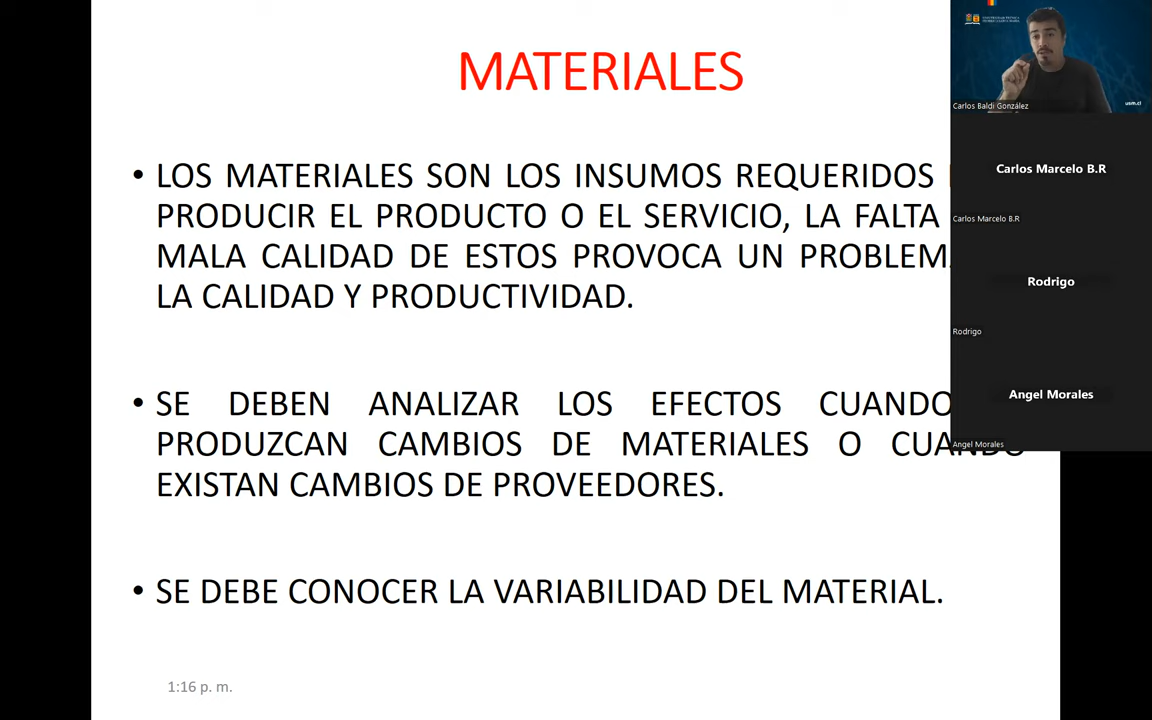 MATERIALES
• LOS MATERIALES SON LOS INSUMOS REQUERIDOS
PRODUCIR EL PRODUCTO O EL SERVICIO, LA FALTA
MALA CALIDAD DE ESTOS PROVOCA UN PROBLEMA
LA CALIDAD Y PRODUCTIVIDAD.
• SE DEBEN ANALIZAR LOS EFECTOS CUANDO
PRODUZCAN CAMBIOS DE MATERIALES O CUANDO
EXISTAN CAMBIOS DE PROVEEDORES.
• SE DEBE CONOCER LA VARIABILIDAD DEL MATERIAL.
1:16 p. m.
usm.cl
Carlos Baldi González
Carlos Marcelo B.R
Carlos Marcelo B.R
Rodrigo
Rodrigo
Angel Morales
Angel Morales